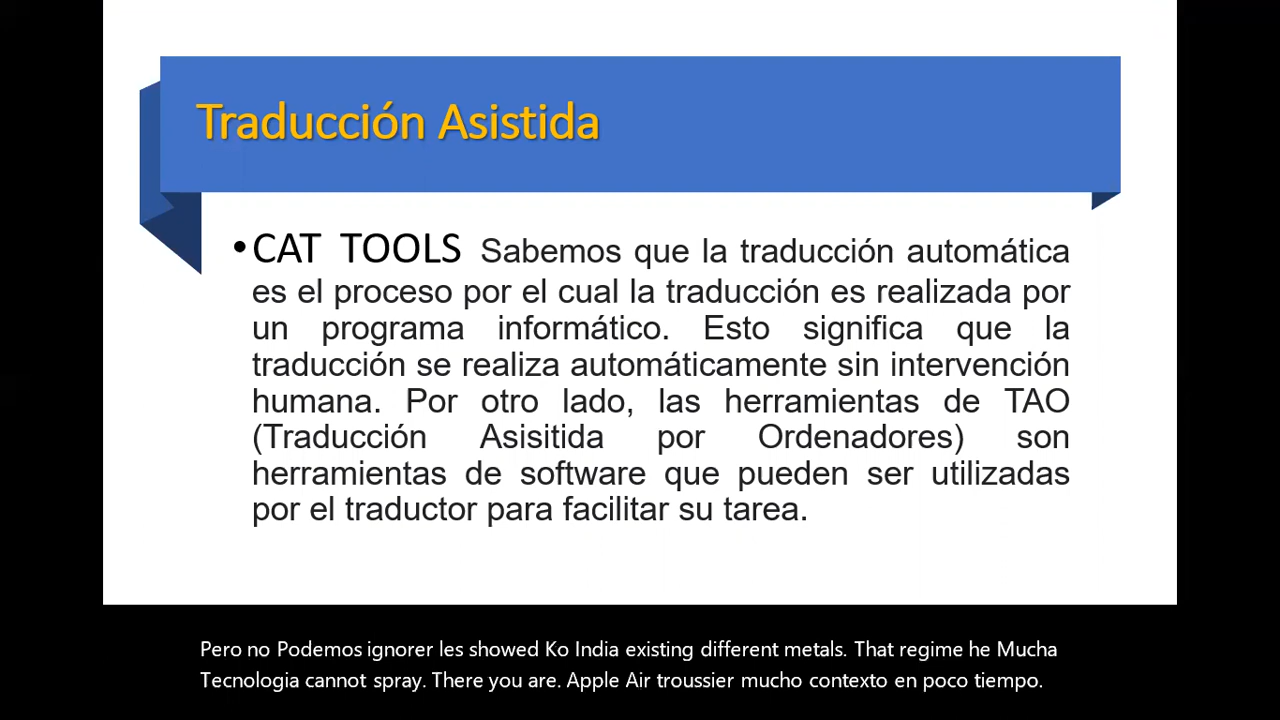 Traducción Asistida
•CAT TOOLS Sabemos que la traducción automática
es el proceso por el cual la traducción es realizada por
un programa informático. Esto significa que la
traducción se realiza automáticamente sin intervención
humana. Por otro lado, las herramientas de TAO
(Traducción Asisitida por Ordenadores) son
herramientas de software que pueden ser utilizadas
por el traductor para facilitar su tarea.
Pero no Podemos ignorer les showed Ko India existing different metals. That regime he Mucha
Tecnologia cannot spray. There you are. Apple Air troussier mucho contexto en poco tiempo.